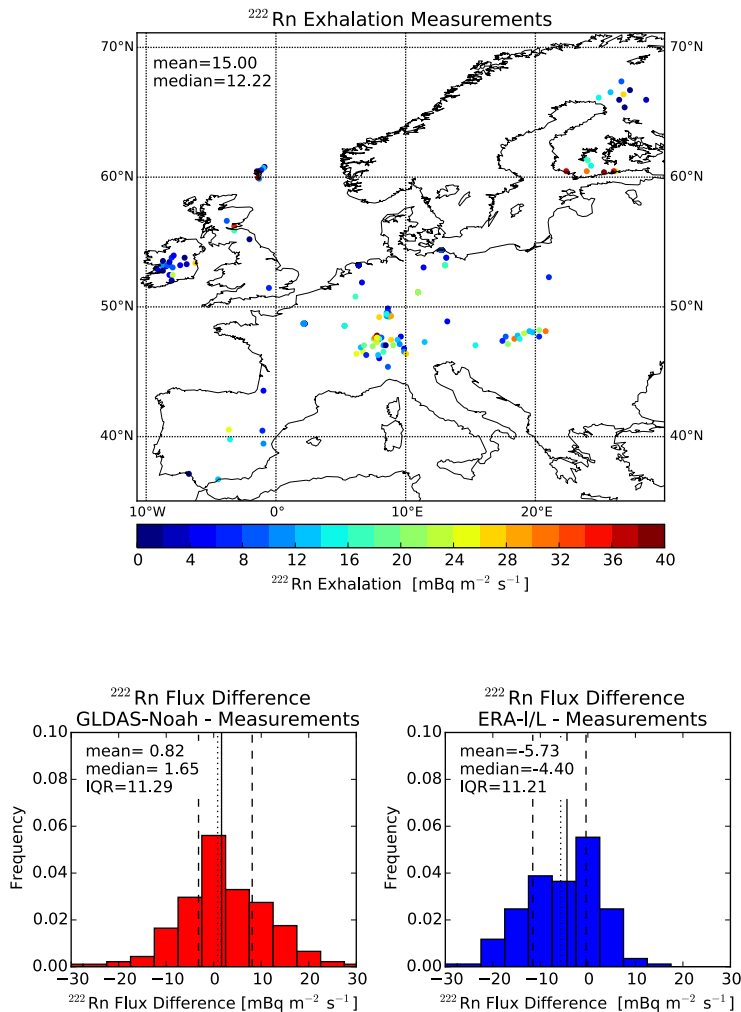 ²²²Rn Exhalation Measurements
70°N
70°N
mean=15.00
median=12.22
60°N
60°N
50°N
50°N
40°N
40°N
10°W
0°
10°E
20°E
0 4 8 12 16 20 24 28 32 36 40
²²²Rn Exhalation [mBq m⁻² s⁻¹]
²²²Rn Flux Difference
GLDAS-Noah - Measurements
mean= 0.82
median= 1.65
IQR=11.29
0.10
0.08
0.06
0.04
0.02
0.00
Frequency
−30 −20 −10 0 10 20 30
²²²Rn Flux Difference [mBq m⁻² s⁻¹]
²²²Rn Flux Difference
ERA-I/L - Measurements
mean=-5.73
median=-4.40
IQR=11.21
0.10
0.08
0.06
0.04
0.02
0.00
Frequency
−30 −20 −10 0 10 20 30
²²²Rn Flux Difference [mBq m⁻² s⁻¹]